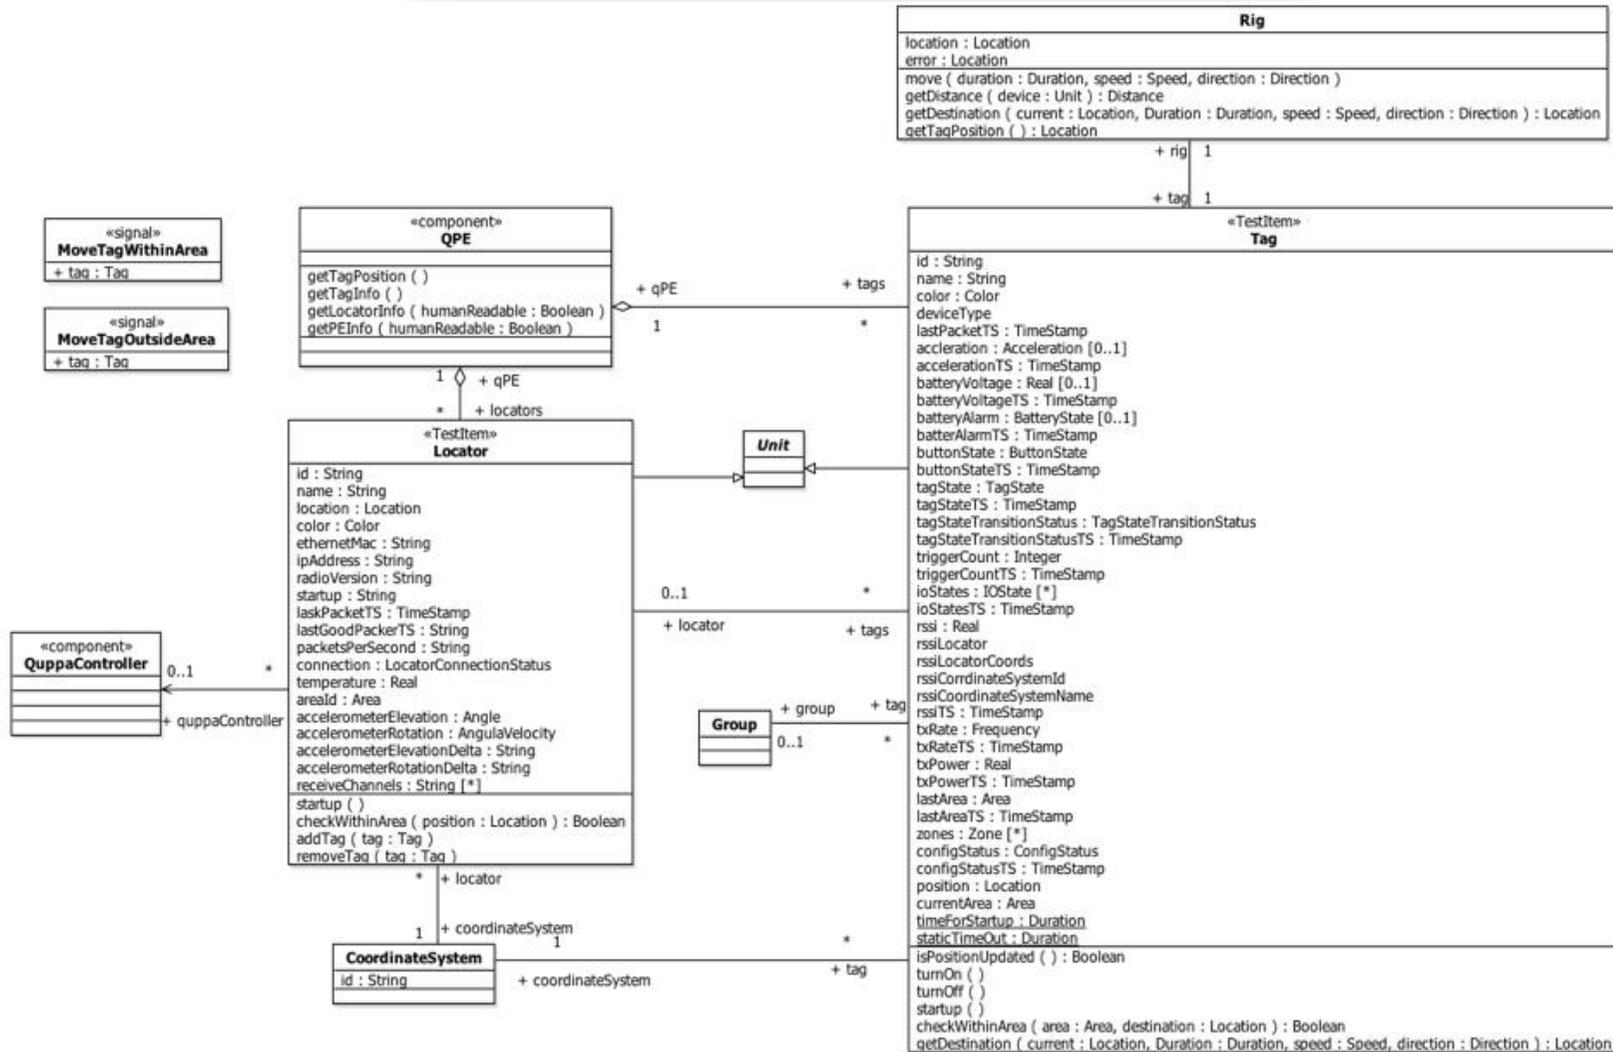 Rig
location : Location
error : Location
move ( duration : Duration, speed : Speed, direction : Direction )
getDistance ( device : Unit ) : Distance
getDestination ( current : Location, Duration : Duration, speed : Speed, direction : Direction ) : Location
getTagPosition ( ) : Location
+ rig 1
+ tag 1
«signal»
MoveTagWithinArea
+ tag : Tag
«signal»
MoveTagOutsideArea
+ tag : Tag
«component»
QPE
getTagPosition ( )
getTagInfo ( )
getLocatorInfo ( humanReadable : Boolean )
getPEInfo ( humanReadable : Boolean )
+ qPE
1
+ tags
*
1 + qPE
* + locators
«TestItem»
Locator
id : String
name : String
location : Location
color : Color
ethernetMac : String
ipAddress : String
radioVersion : String
startup : String
laskPacketTS : TimeStamp
lastGoodPackerTS : String
packetsPerSecond : String
connection : LocatorConnectionStatus
temperature : Real
areaId : Area
accelerometerElevation : Angle
accelerometerRotation : AngulaVelocity
accelerometerElevationDelta : String
accelerometerRotationDelta : String
receiveChannels : String [*]
startup ( )
checkWithinArea ( position : Location ) : Boolean
addTag ( tag : Tag )
removeTag ( tag : Tag )
Unit
0..1 *
+ locator + tags
«component»
QuppaController
0..1 *
+ quppaController
Group
+ group + tag
0..1 *
* + locator
1 + coordinateSystem
CoordinateSystem
id : String
1 *
+ coordinateSystem + tag
«TestItem»
Tag
id : String
name : String
color : Color
deviceType
lastPacketTS : TimeStamp
accleration : Acceleration [0..1]
accelerationTS : TimeStamp
batteryVoltage : Real [0..1]
batteryVoltageTS : TimeStamp
batteryAlarm : BatteryState [0..1]
batterAlarmTS : TimeStamp
buttonState : ButtonState
buttonStateTS : TimeStamp
tagState : TagState
tagStateTS : TimeStamp
tagStateTransitionStatus : TagStateTransitionStatus
tagStateTransitionStatusTS : TimeStamp
triggerCount : Integer
triggerCountTS : TimeStamp
ioStates : IOState [*]
ioStatesTS : TimeStamp
rssi : Real
rssiLocator
rssiLocatorCoords
rssiCorrdinateSystemId
rssiCoordinateSystemName
rssiTS : TimeStamp
txRate : Frequency
txRateTS : TimeStamp
txPower : Real
txPowerTS : TimeStamp
lastArea : Area
lastAreaTS : TimeStamp
zones : Zone [*]
configStatus : ConfigStatus
configStatusTS : TimeStamp
position : Location
currentArea : Area
timeForStartup : Duration
staticTimeOut : Duration
isPositionUpdated ( ) : Boolean
turnOn ( )
turnOff ( )
startup ( )
checkWithinArea ( area : Area, destination : Location ) : Boolean
getDestination ( current : Location, Duration : Duration, speed : Speed, direction : Direction ) : Location